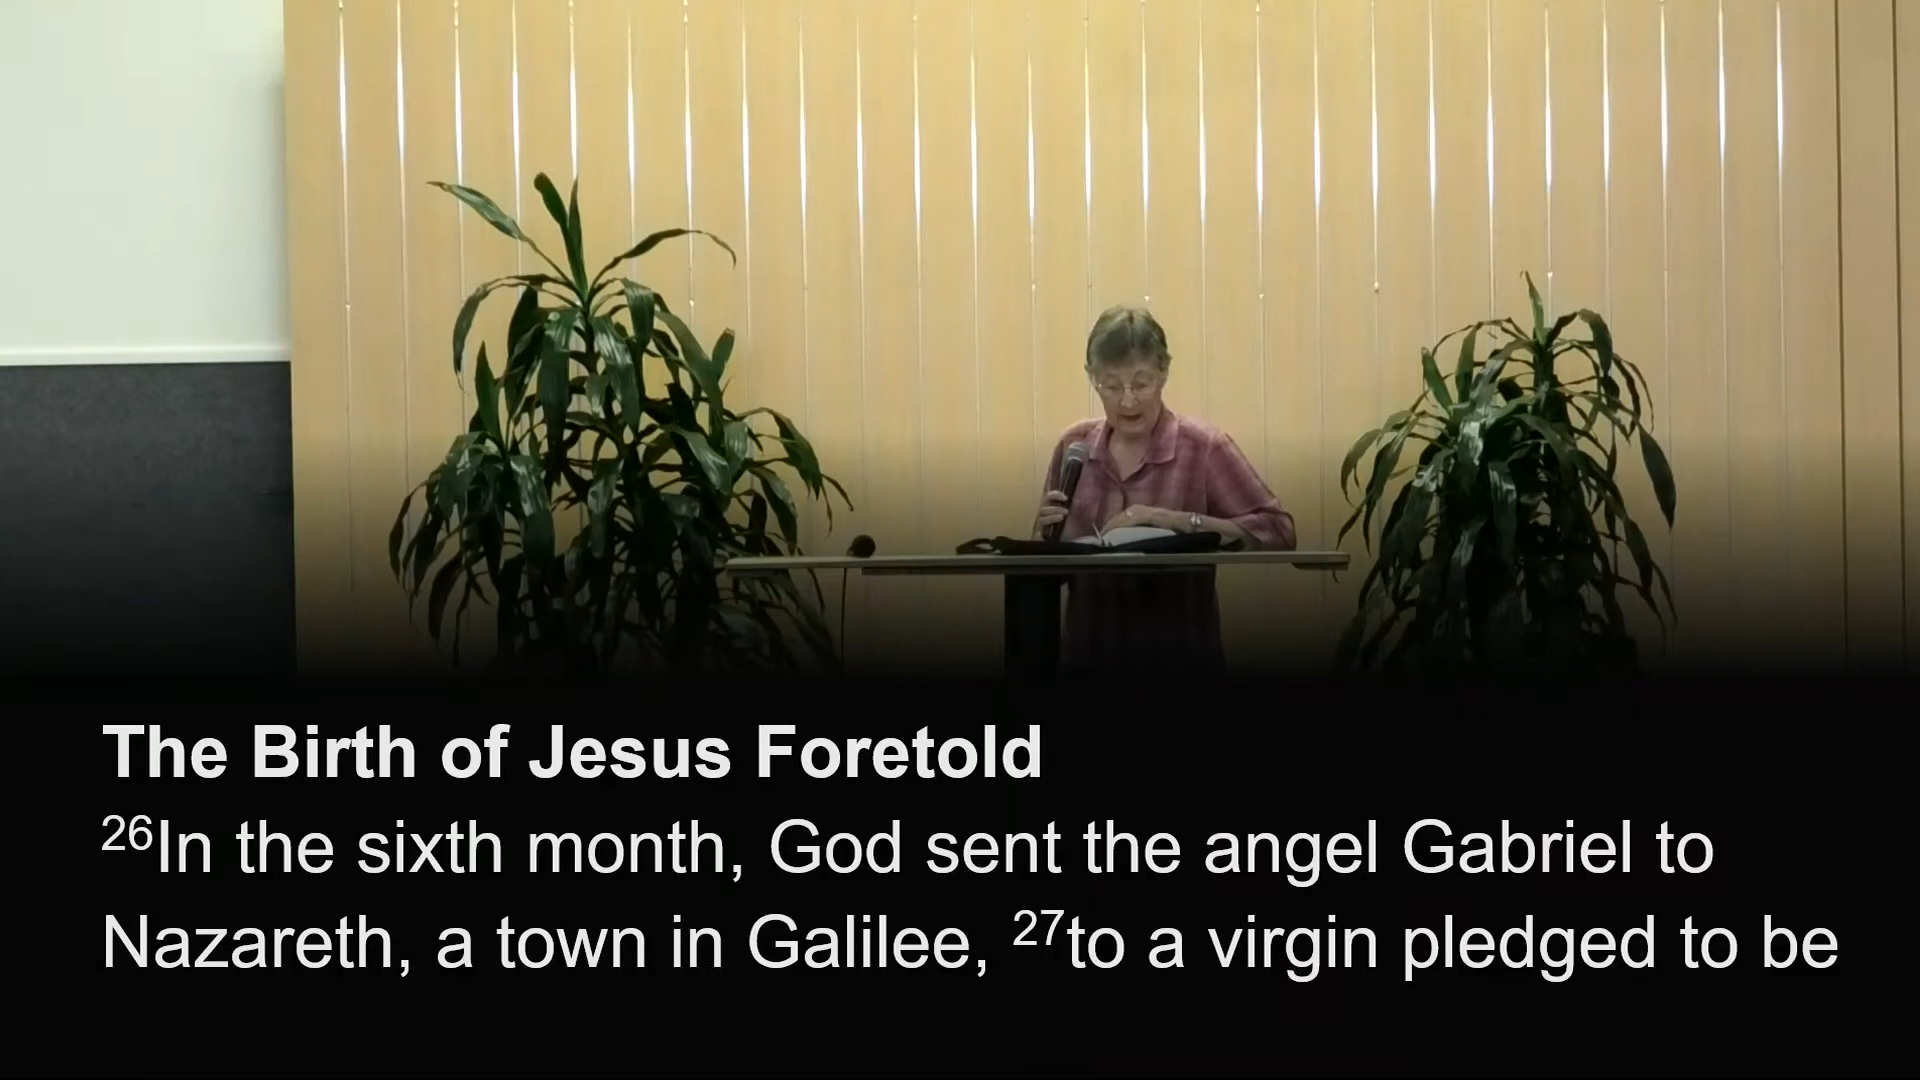 The Birth of Jesus Foretold
26In the sixth month, God sent the angel Gabriel to
Nazareth, a town in Galilee, 27to a virgin pledged to be